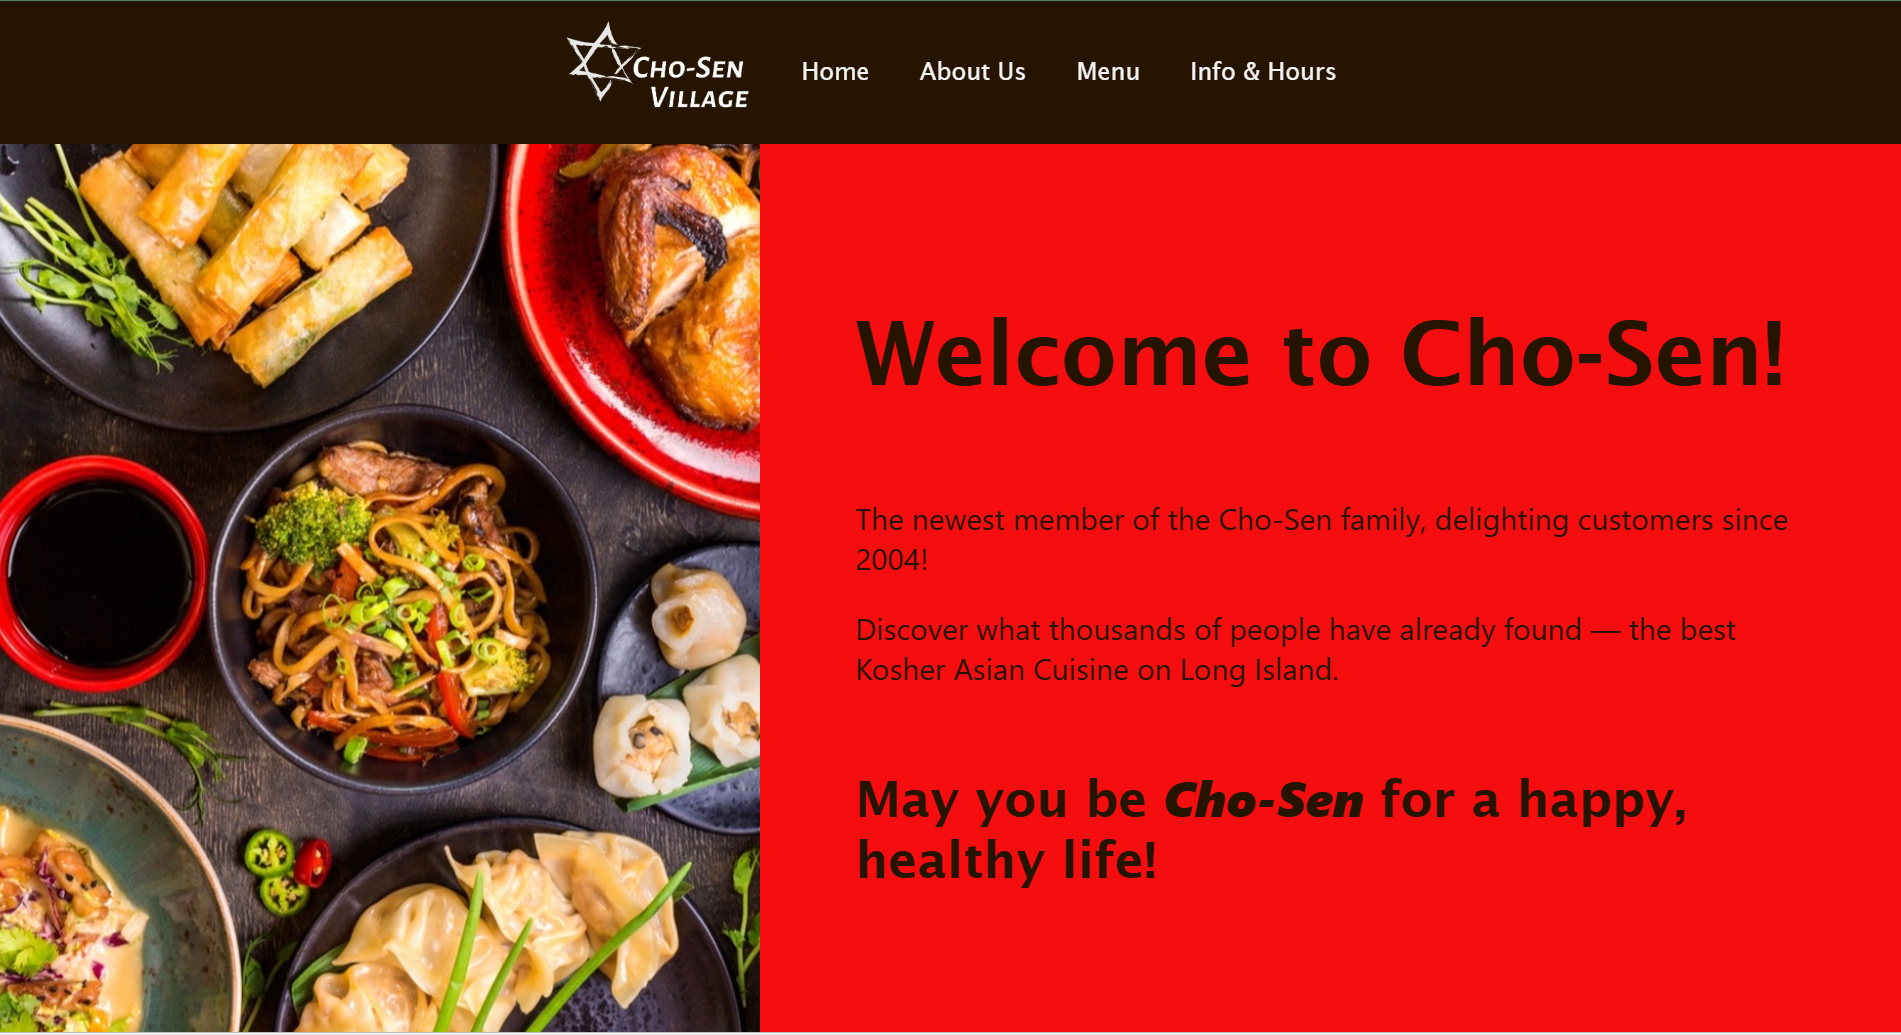 Cho-Sen
Village
Home
About Us
Menu
Info & Hours
Welcome to Cho-Sen!
The newest member of the Cho-Sen family, delighting customers since
2004!
Discover what thousands of people have already found — the best
Kosher Asian Cuisine on Long Island.
May you be Cho-Sen for a happy,
healthy life!